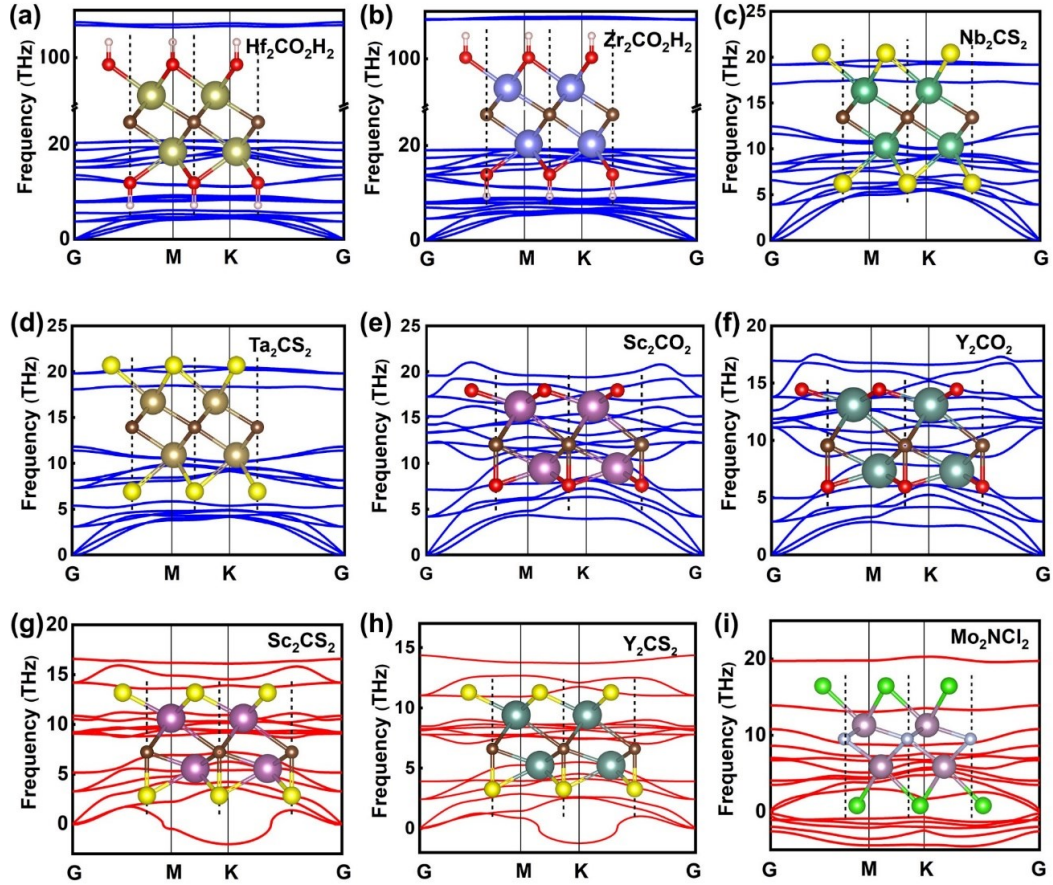 (a)
Hf₂CO₂H₂
Frequency (THz)
100
20
0
G M K G
(b)
Zr₂CO₂H₂
Frequency (THz)
100
20
0
G M K G
(c)
Nb₂CS₂
Frequency (THz)
25
20
15
10
5
0
G M K G
(d)
Ta₂CS₂
Frequency (THz)
25
20
15
10
5
0
G M K G
(e)
Sc₂CO₂
Frequency (THz)
25
20
15
10
5
0
G M K G
(f)
Y₂CO₂
Frequency (THz)
20
15
10
5
0
G M K G
(g)
Sc₂CS₂
Frequency (THz)
20
15
10
5
0
G M K G
(h)
Y₂CS₂
Frequency (THz)
15
10
5
0
G M K G
(i)
Mo₂NCl₂
Frequency (THz)
20
10
0
G M K G